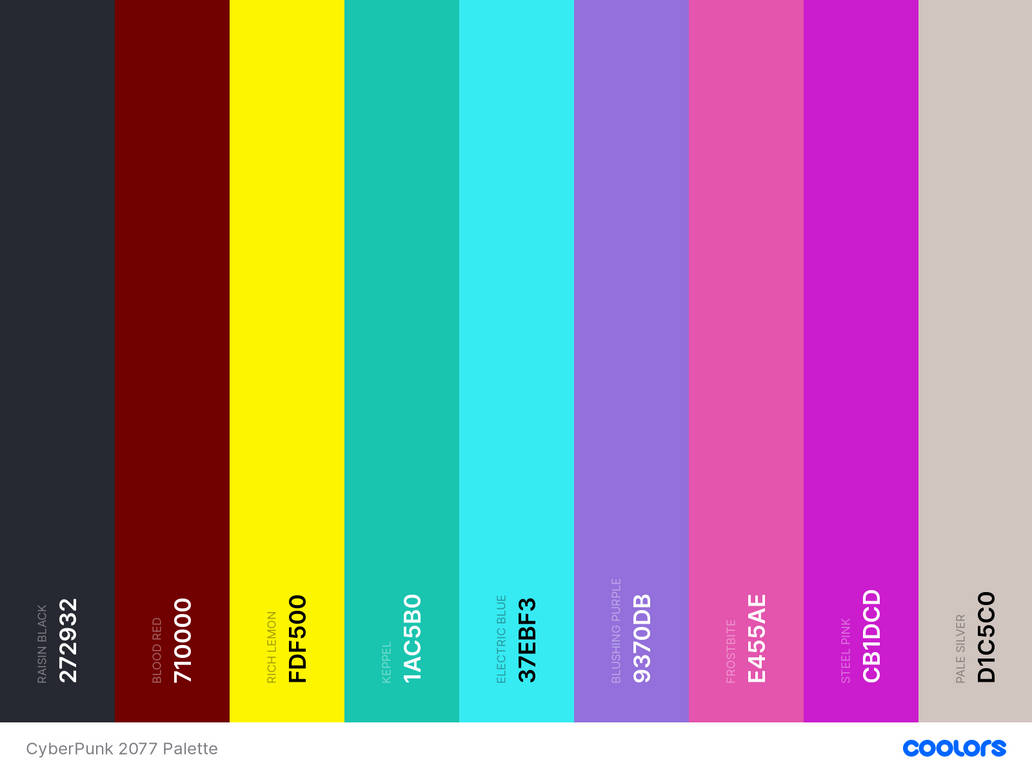 RAISIN BLACK
272932
BLOOD RED
710000
RICH LEMON
FDF500
KEPPEL
1AC5B0
ELECTRIC BLUE
37EBF3
BLUSHING PURPLE
9370DB
FROSTBITE
E455AE
STEEL PINK
CB1DCD
PALE SILVER
D1C5C0
CyberPunk 2077 Palette
coolors